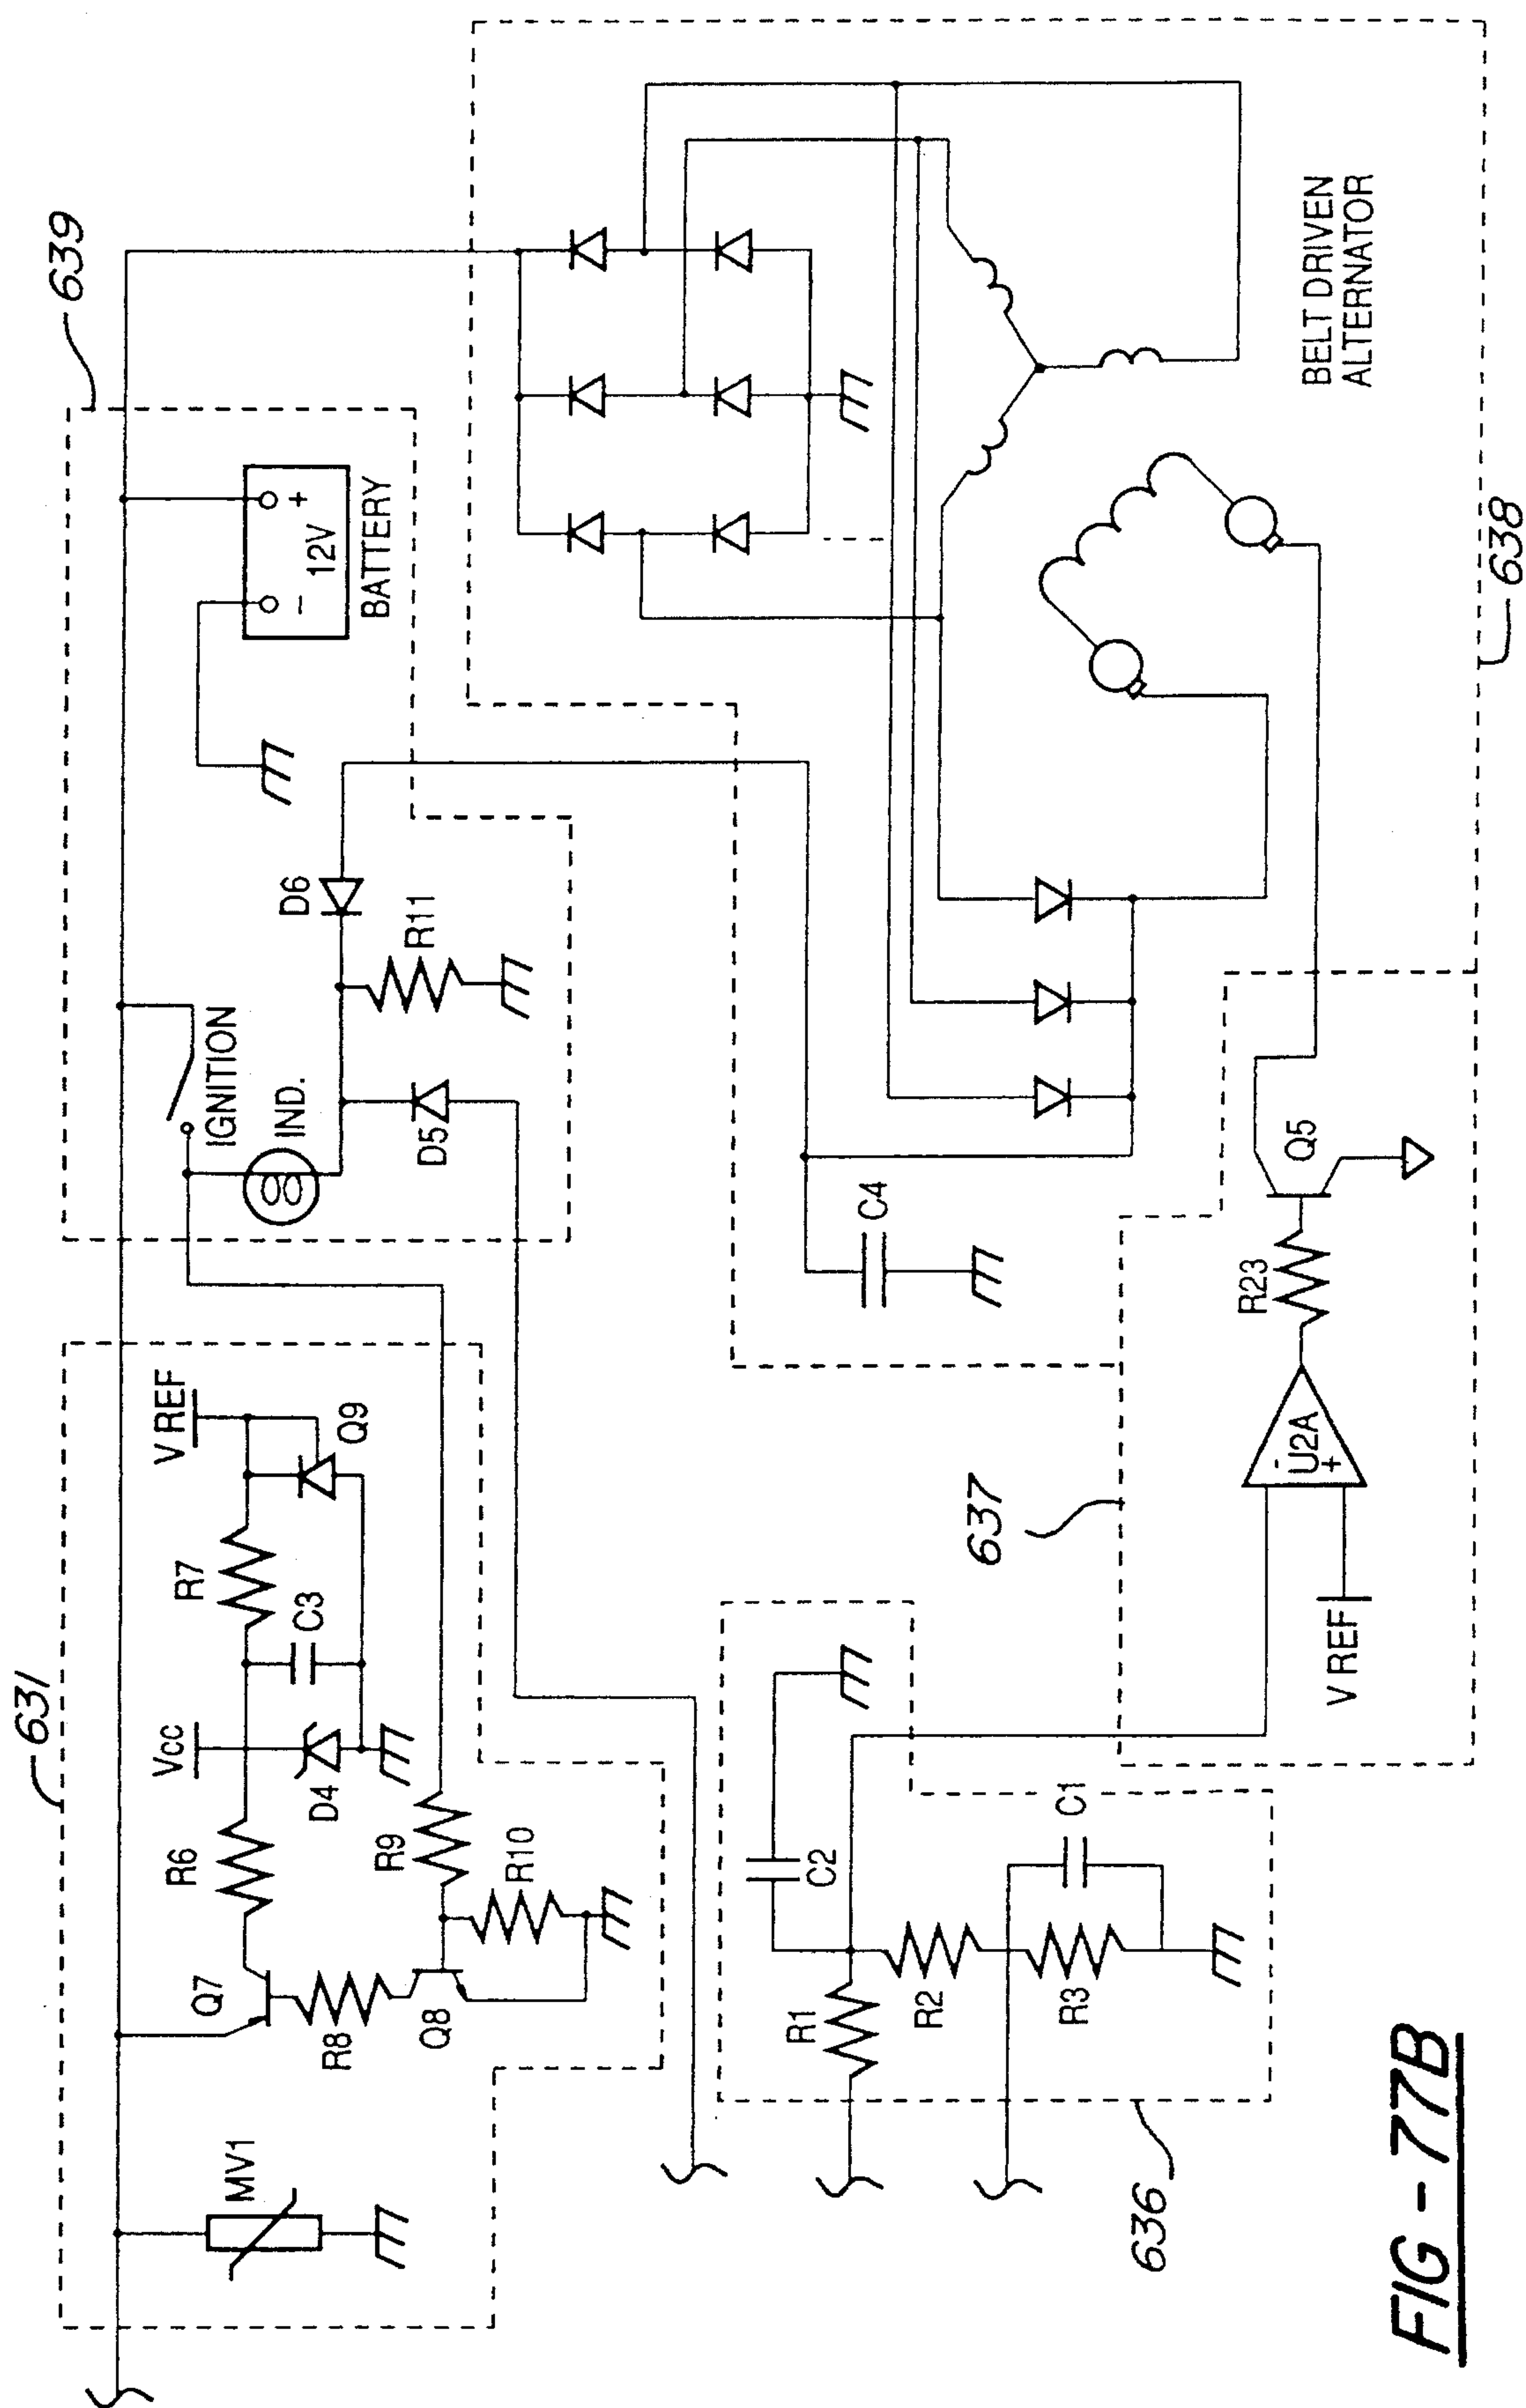 631
639
MV1
Q7
R8
Q8
R6
R9
R10
Vcc
D4
C3
R7
V REF
Q9
IGNITION
IND.
D5
D6
R11
- +
12V
BATTERY
C2
R1
R2
R3
C1
636
637
V REF
-
U2A
+
R23
Q5
C4
BELT DRIVEN
ALTERNATOR
638
FIG - 77B